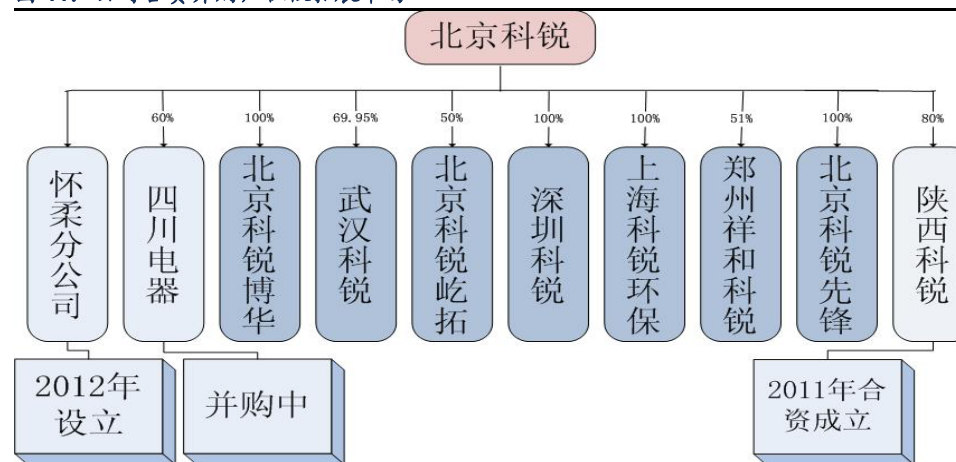 北京科锐
60%
100%
69.95%
50%
100%
100%
51%
100%
80%
怀柔分公司
四川电器
北京科锐博华
武汉科锐
北京科锐屹拓
深圳科锐
上海科锐环保
郑州祥和科锐
北京科锐先锋
陕西科锐
2012年
设立
并购中
2011年合
资成立